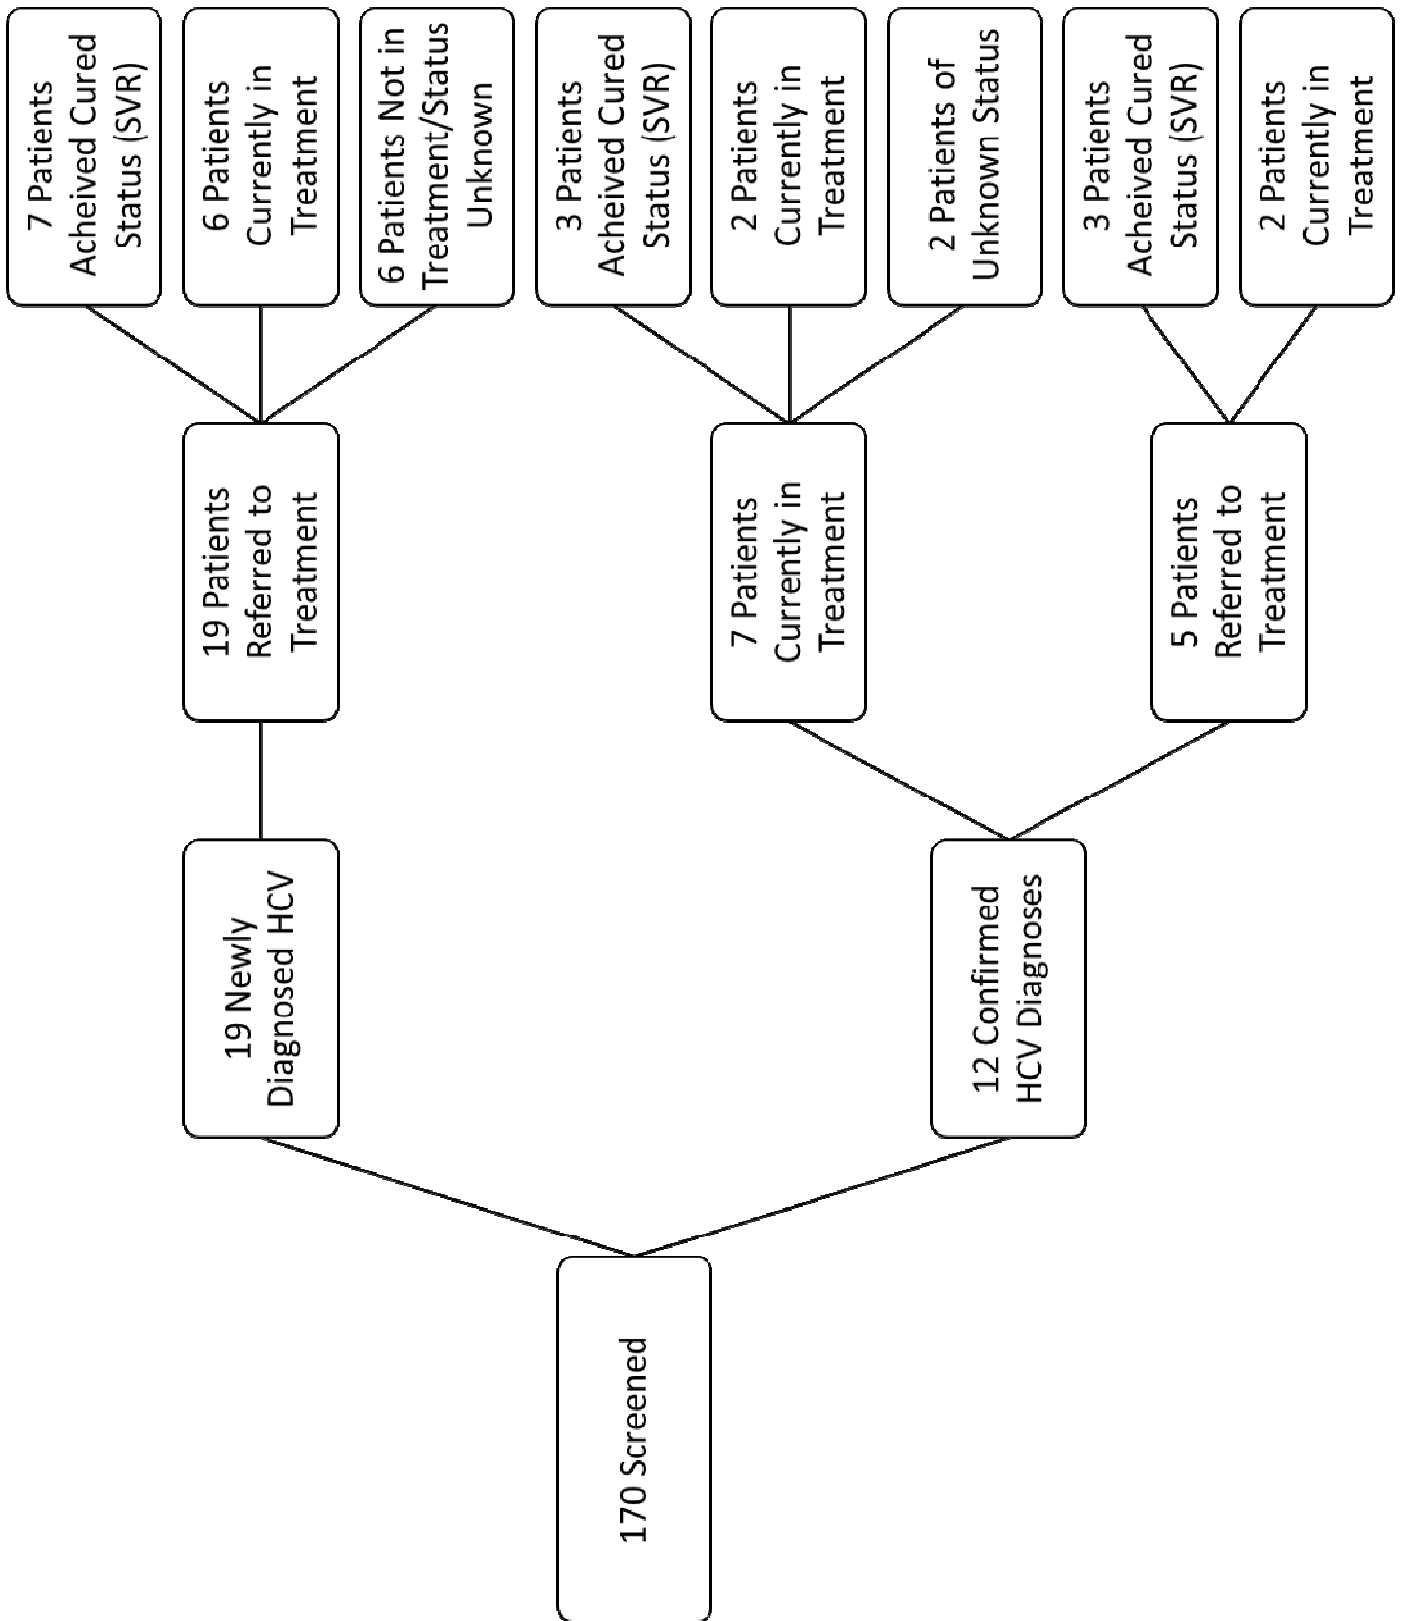 170 Screened
19 Newly
Diagnosed HCV
12 Confirmed
HCV Diagnoses
19 Patients
Referred to
Treatment
7 Patients
Currently in
Treatment
5 Patients
Referred to
Treatment
7 Patients
Acheived Cured
Status (SVR)
6 Patients
Currently in
Treatment
6 Patients Not in
Treatment/Status
Unknown
3 Patients
Acheived Cured
Status (SVR)
2 Patients
Currently in
Treatment
2 Patients of
Unknown Status
3 Patients
Acheived Cured
Status (SVR)
2 Patients
Currently in
Treatment